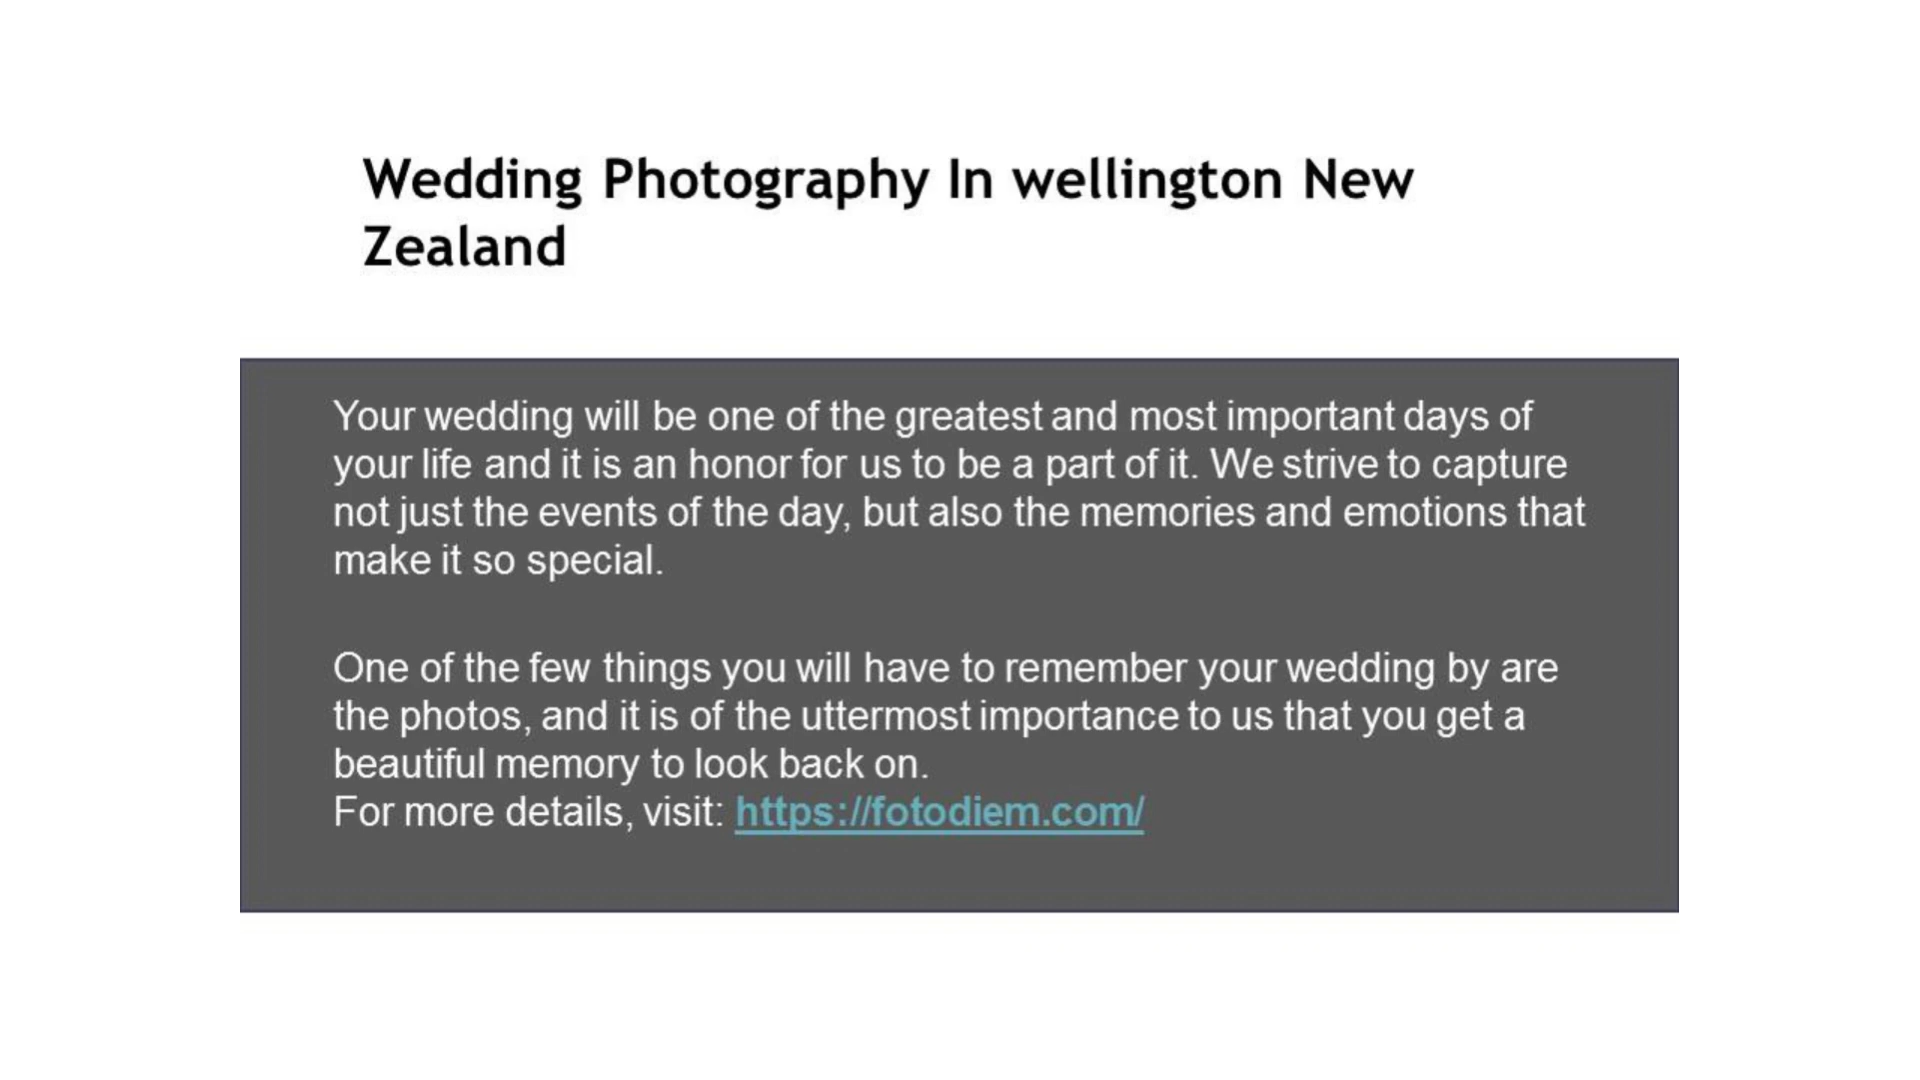 Wedding Photography In wellington New
Zealand
Your wedding will be one of the greatest and most important days of
your life and it is an honor for us to be a part of it. We strive to capture
not just the events of the day, but also the memories and emotions that
make it so special.
One of the few things you will have to remember your wedding by are
the photos, and it is of the uttermost importance to us that you get a
beautiful memory to look back on.
For more details, visit: https://fotodiem.com/